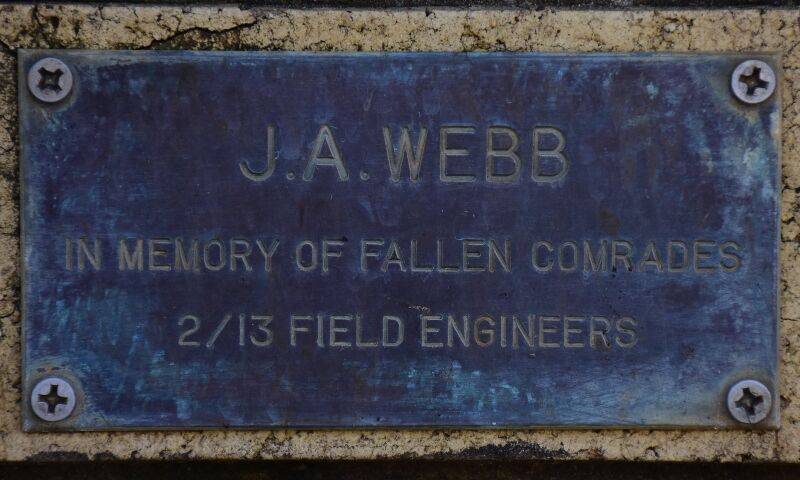 J.A.WEBB
IN MEMORY OF FALLEN COMRADES
2/13 FIELD ENGINEERS